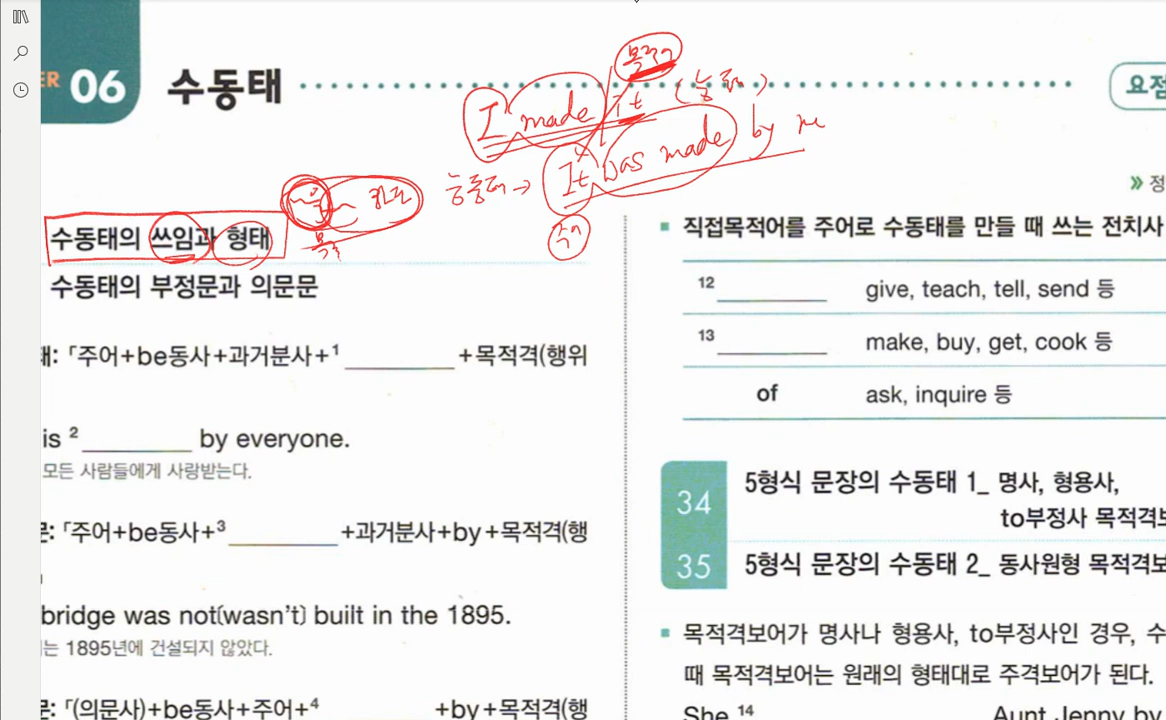 ER 06 수동태
요점
목적어
I made it (능동태)
It was made by me
주어
수동태의 쓰임과 형태
수동태의 부정문과 의문문
태: 「주어+be동사+과거분사+¹ ________ +목적격(행위
is ² ________ by everyone.
모든 사람들에게 사랑받는다.
문: 「주어+be동사+³ ________ +과거분사+by+목적격(행
bridge was not(wasn't) built in the 1895.
는 1895년에 건설되지 않았다.
문: 「(의문사)+be동사+주어+⁴ ________ +by+목적격(행
» 정
직접목적어를 주어로 수동태를 만들 때 쓰는 전치사
12 ________ give, teach, tell, send 등
13 ________ make, buy, get, cook 등
of ask, inquire 등
34 5형식 문장의 수동태 1_ 명사, 형용사,
to부정사 목적격보
35 5형식 문장의 수동태 2_ 동사원형 목적격보
목적격보어가 명사나 형용사, to부정사인 경우, 수
때 목적격보어는 원래의 형태대로 주격보어가 된다.
She ¹⁴ Aunt Jenny by